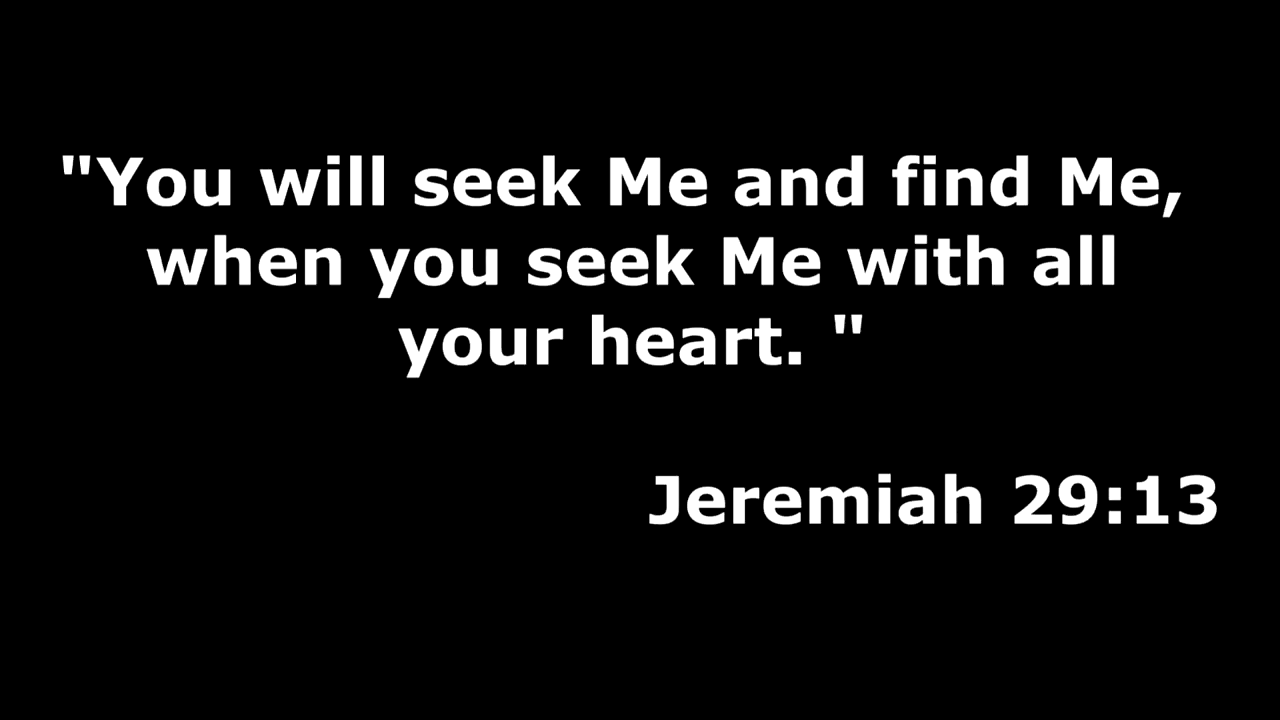 "You will seek Me and find Me,
when you seek Me with all
your heart. "
Jeremiah 29:13